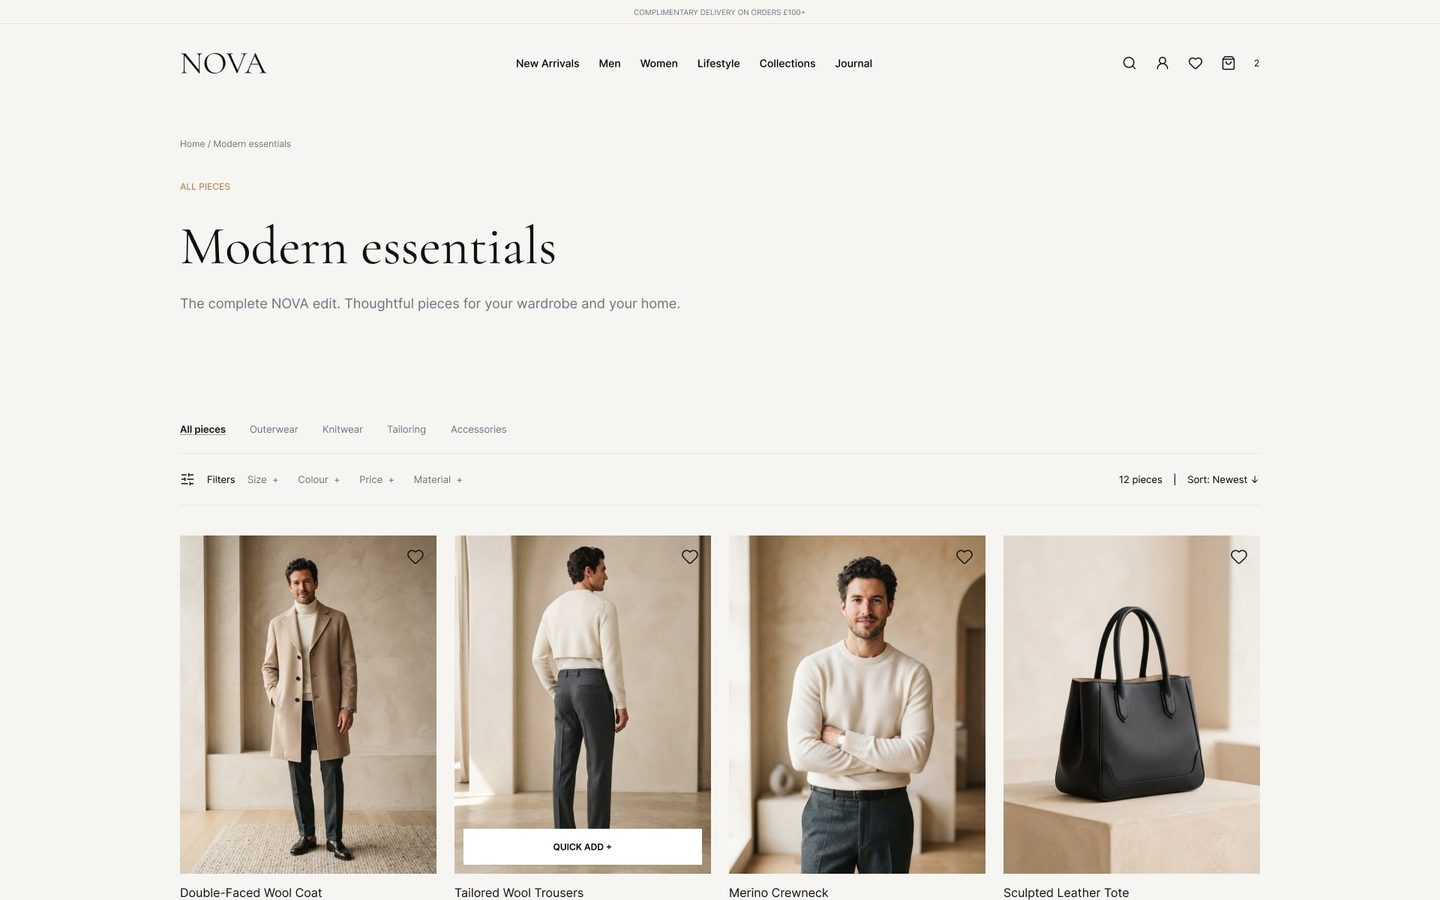 COMPLIMENTARY DELIVERY ON ORDERS £100+
NOVA
New Arrivals Men Women Lifestyle Collections Journal
2
Home / Modern essentials
ALL PIECES
Modern essentials
The complete NOVA edit. Thoughtful pieces for your wardrobe and your home.
All pieces Outerwear Knitwear Tailoring Accessories
Filters Size + Colour + Price + Material +
12 pieces | Sort: Newest ↓
QUICK ADD +
Double-Faced Wool Coat
Tailored Wool Trousers
Merino Crewneck
Sculpted Leather Tote